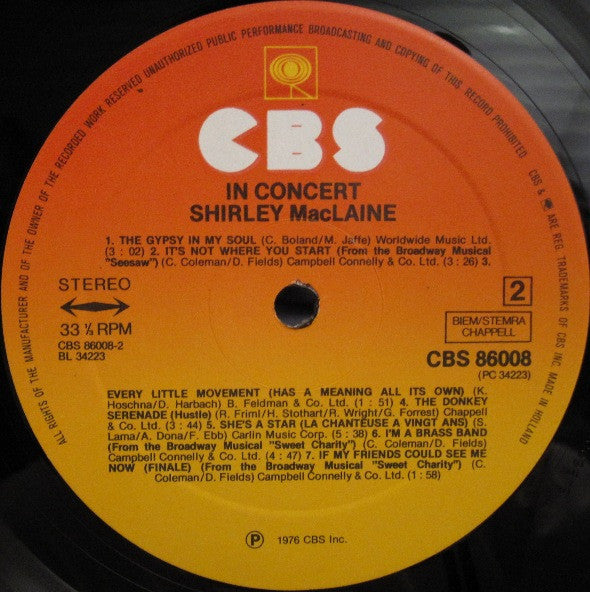 ALL RIGHTS OF THE MANUFACTURER AND OF THE OWNER OF THE RECORDED WORK RESERVED UNAUTHORIZED PUBLIC PERFORMANCE BROADCASTING AND COPYING OF THIS RECORD PROHIBITED
CBS & ARE REG. TRADEMARKS OF CBS INC MADE IN HOLLAND
CBS
IN CONCERT
SHIRLEY MacLAINE
1. THE GYPSY IN MY SOUL (C. Boland/M. Jaffe) Worldwide Music Ltd.
(3 : 02) 2. IT'S NOT WHERE YOU START (From the Broadway Musical
"Seesaw") (C. Coleman/D. Fields) Campbell Connelly & Co. Ltd. (3 : 26) 3.
STEREO
33 ⅓ RPM
CBS 86008-2
BL 34223
2
BIEM/STEMRA
CHAPPELL
CBS 86008
(PC 34223)
EVERY LITTLE MOVEMENT (HAS A MEANING ALL ITS OWN) (K.
Hoschna/D. Harbach) B. Feldman & Co. Ltd. (1 : 51) 4. THE DONKEY
SERENADE (Hustle) (R. Friml/H. Stothart/R. Wright/G. Forrest) Chappell
& Co. Ltd. (3 : 44) 5. SHE'S A STAR (LA CHANTEUSE A VINGT ANS) (S.
Lama/A. Dona/F. Ebb) Carlin Music Corp. (5 : 38) 6. I'M A BRASS BAND
(From the Broadway Musical "Sweet Charity") (C. Coleman/D. Fields)
Campbell Connelly & Co. Ltd. (4 : 47) 7. IF MY FRIENDS COULD SEE ME
NOW (FINALE) (From the Broadway Musical "Sweet Charity") (C.
Coleman/D. Fields) Campbell Connelly & Co. Ltd. (1 : 58)
Ⓟ 1976 CBS Inc.